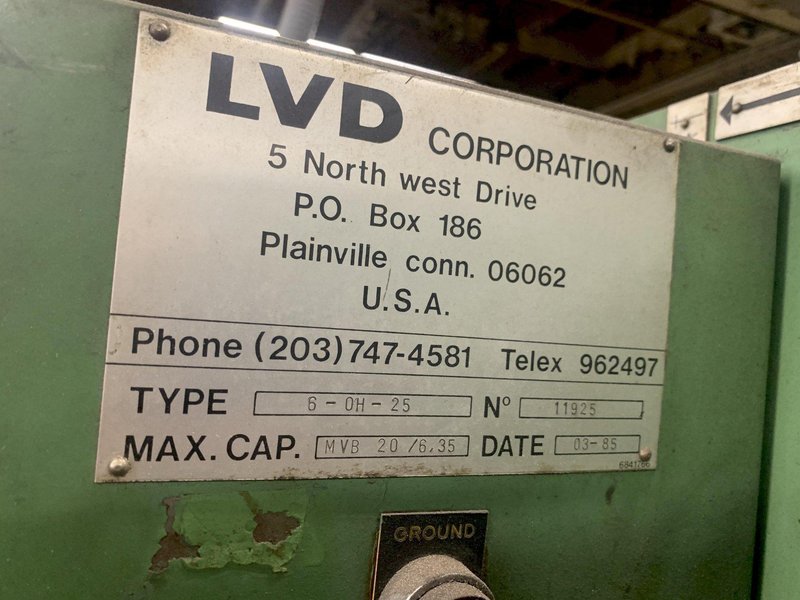 LVD CORPORATION
5 North west Drive
P.O. Box 186
Plainville conn. 06062
U.S.A.
Phone (203) 747-4581 Telex 962497
TYPE 6-OH-25 N° 11925
MAX. CAP. MVB 20/6,35 DATE 03-85
GROUND